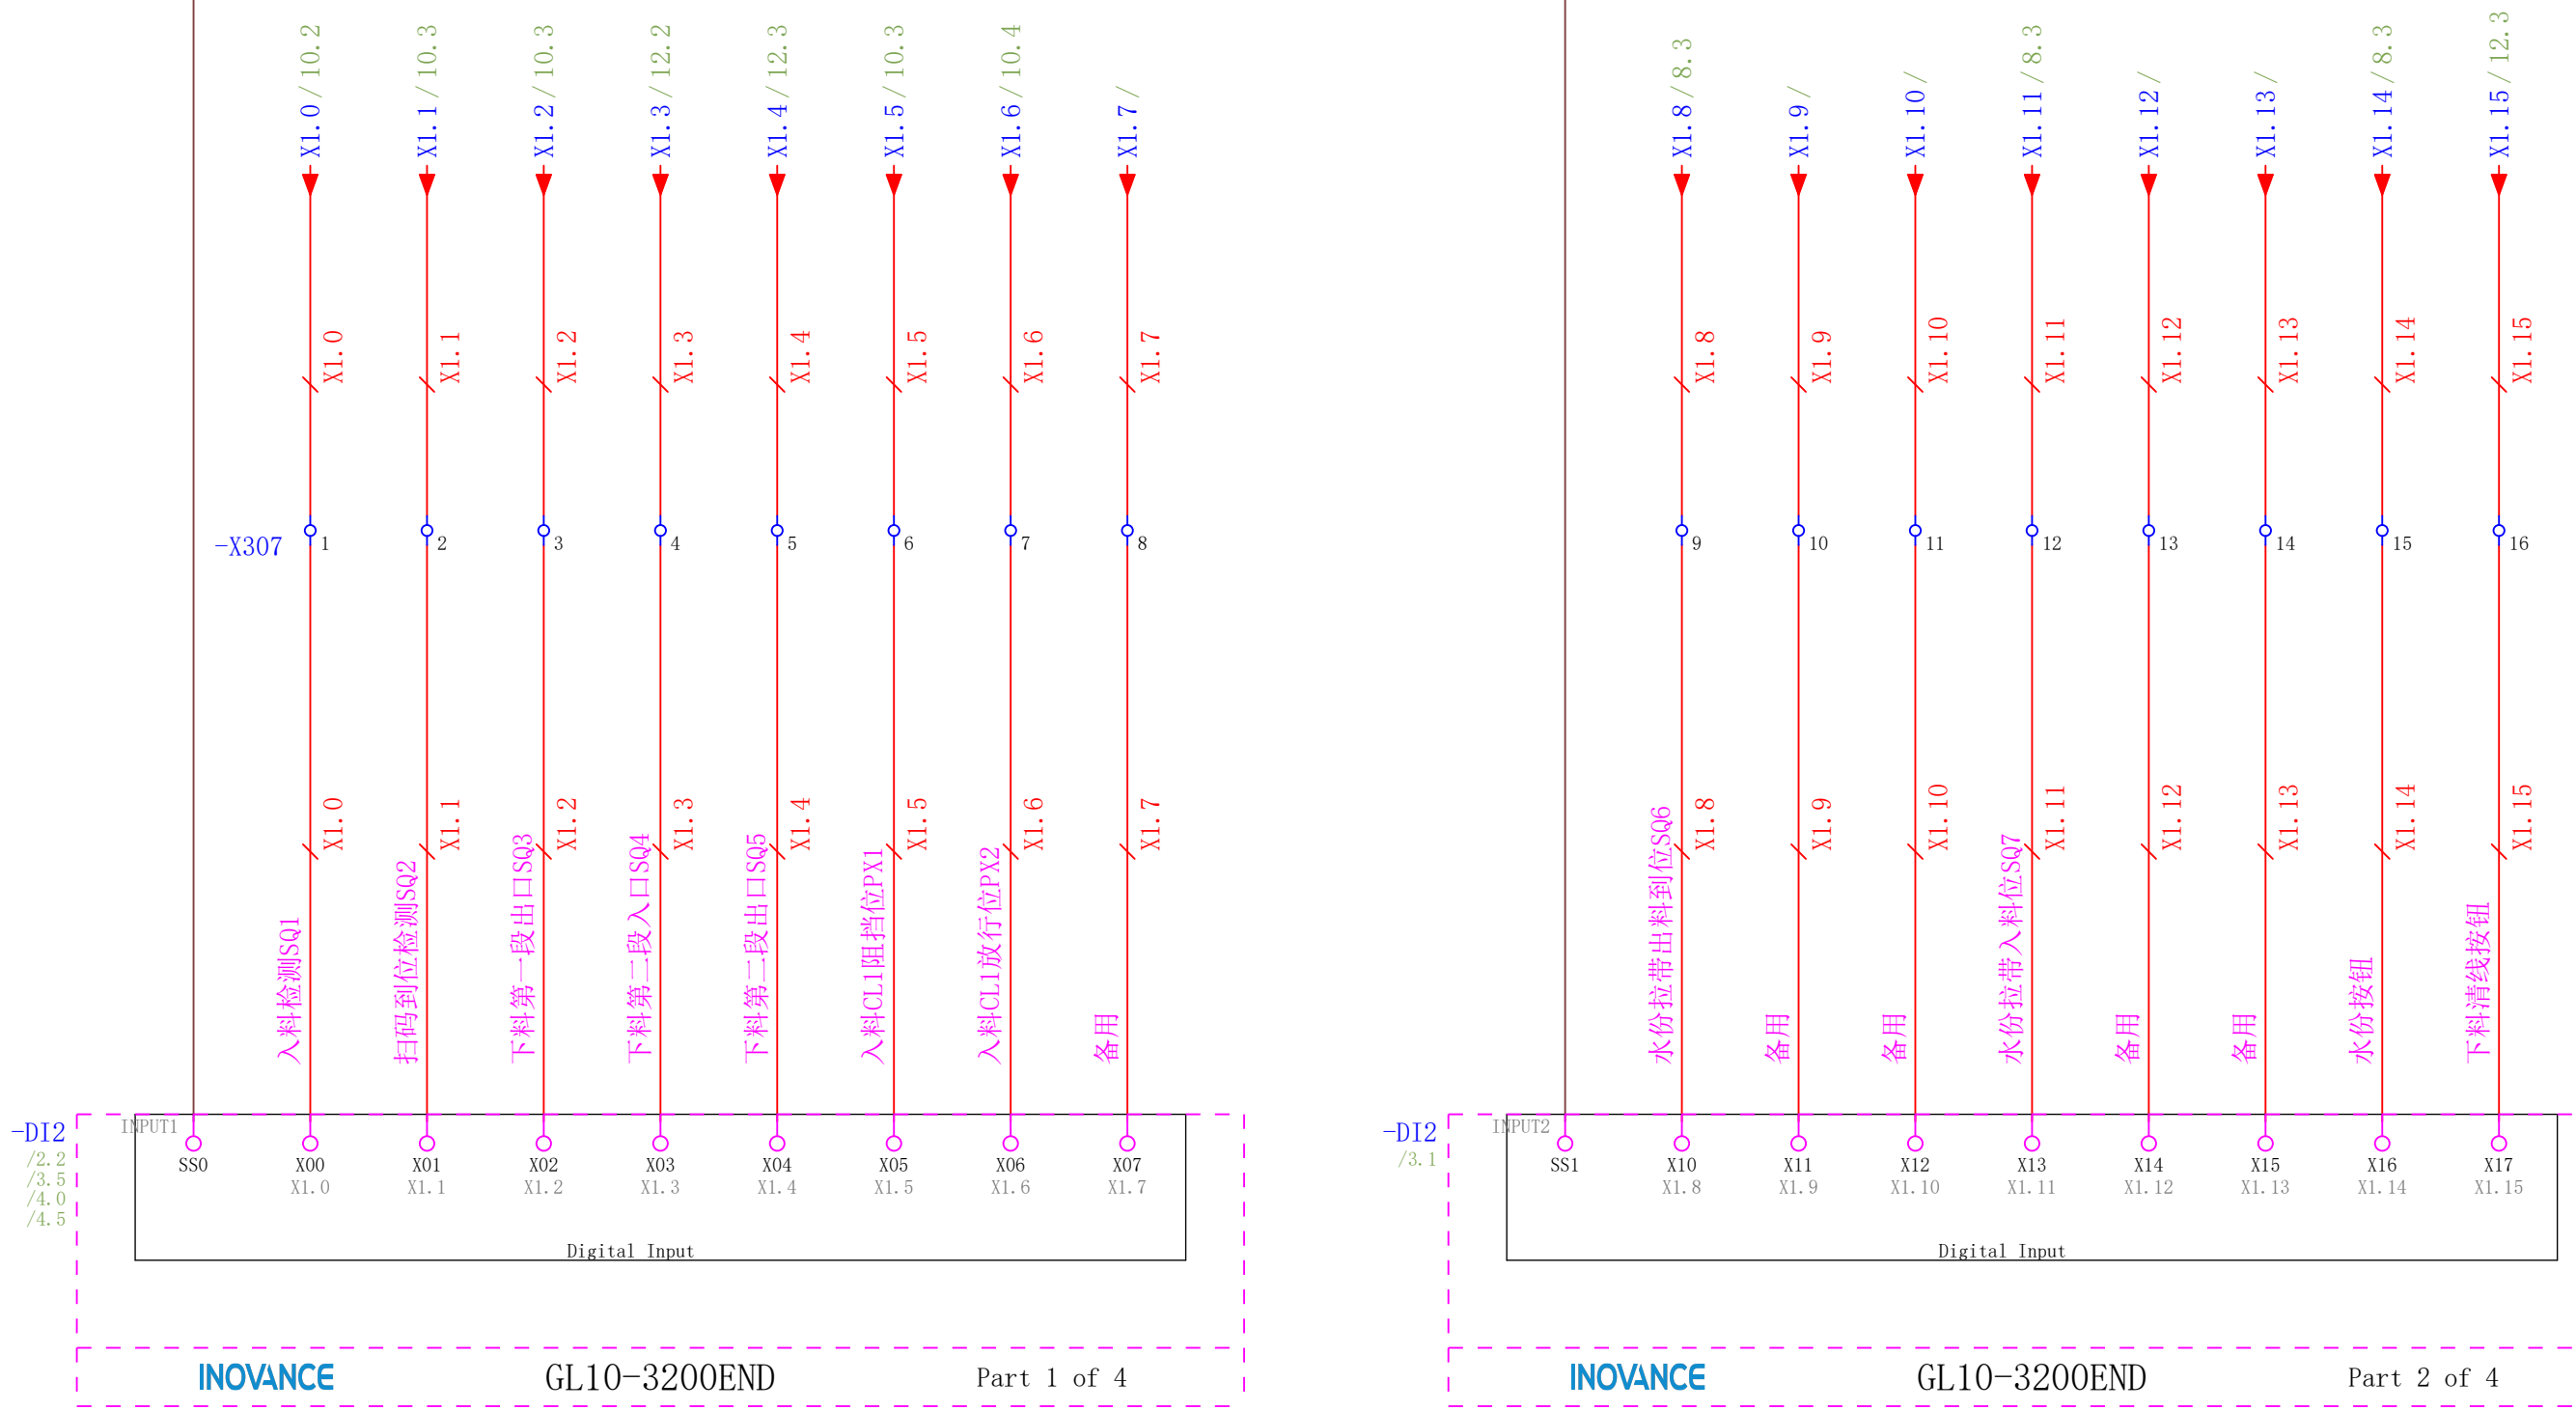 X1.0/10.2
X1.1/10.3
X1.2/10.3
X1.3/12.2
X1.4/12.3
X1.5/10.3
X1.6/10.4
X1.7/
X1.8/8.3
X1.9/
X1.10/
X1.11/8.3
X1.12/
X1.13/
X1.14/8.3
X1.15/12.3
X1.0
X1.1
X1.2
X1.3
X1.4
X1.5
X1.6
X1.7
X1.8
X1.9
X1.10
X1.11
X1.12
X1.13
X1.14
X1.15
-X307
1
2
3
4
5
6
7
8
9
10
11
12
13
14
15
16
X1.0
X1.1
X1.2
X1.3
X1.4
X1.5
X1.6
X1.7
X1.8
X1.9
X1.10
X1.11
X1.12
X1.13
X1.14
X1.15
入料检测SQ1
扫码到位检测SQ2
下料第一段出口SQ3
下料第二段入口SQ4
下料第二段出口SQ5
入料CL1阻挡位PX1
入料CL1放行位PX2
备用
水份拉带出料到位SQ6
备用
备用
水份拉带入料位SQ7
备用
备用
水份按钮
下料清线按钮
-DI2
/2.2
/3.5
/4.0
/4.5
INPUT1
SS0
X00
X01
X02
X03
X04
X05
X06
X07
X1.0
X1.1
X1.2
X1.3
X1.4
X1.5
X1.6
X1.7
Digital Input
INOVANCE
GL10-3200END
Part 1 of 4
-DI2
/3.1
INPUT2
SS1
X10
X11
X12
X13
X14
X15
X16
X17
X1.8
X1.9
X1.10
X1.11
X1.12
X1.13
X1.14
X1.15
Digital Input
INOVANCE
GL10-3200END
Part 2 of 4